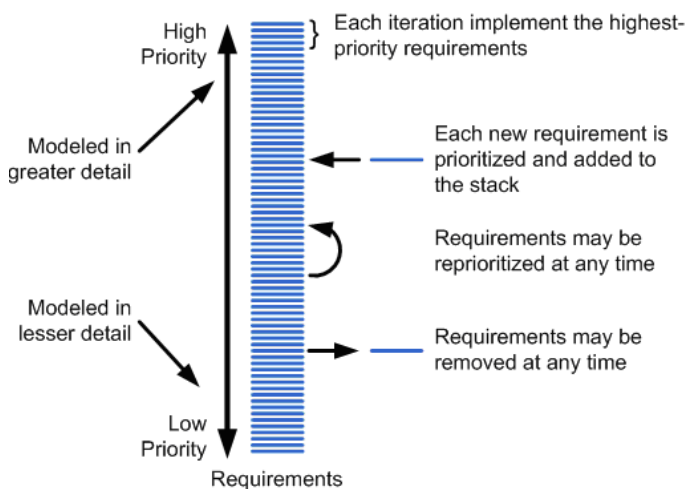 High
Priority
Each iteration implement the highest-
priority requirements
Modeled in
greater detail
Each new requirement is
prioritized and added to
the stack
Requirements may be
reprioritized at any time
Modeled in
lesser detail
Requirements may be
removed at any time
Low
Priority
Requirements